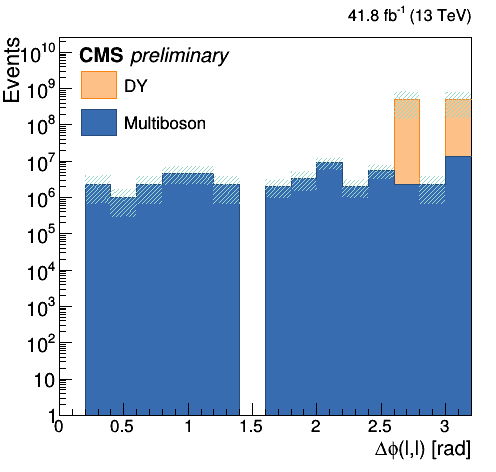 41.8 fb⁻¹ (13 TeV)
Events
CMS preliminary
DY
Multiboson
10¹⁰
10⁹
10⁸
10⁷
10⁶
10⁵
10⁴
10³
10²
10
1
0 0.5 1 1.5 2 2.5 3
Δϕ(l,l) [rad]